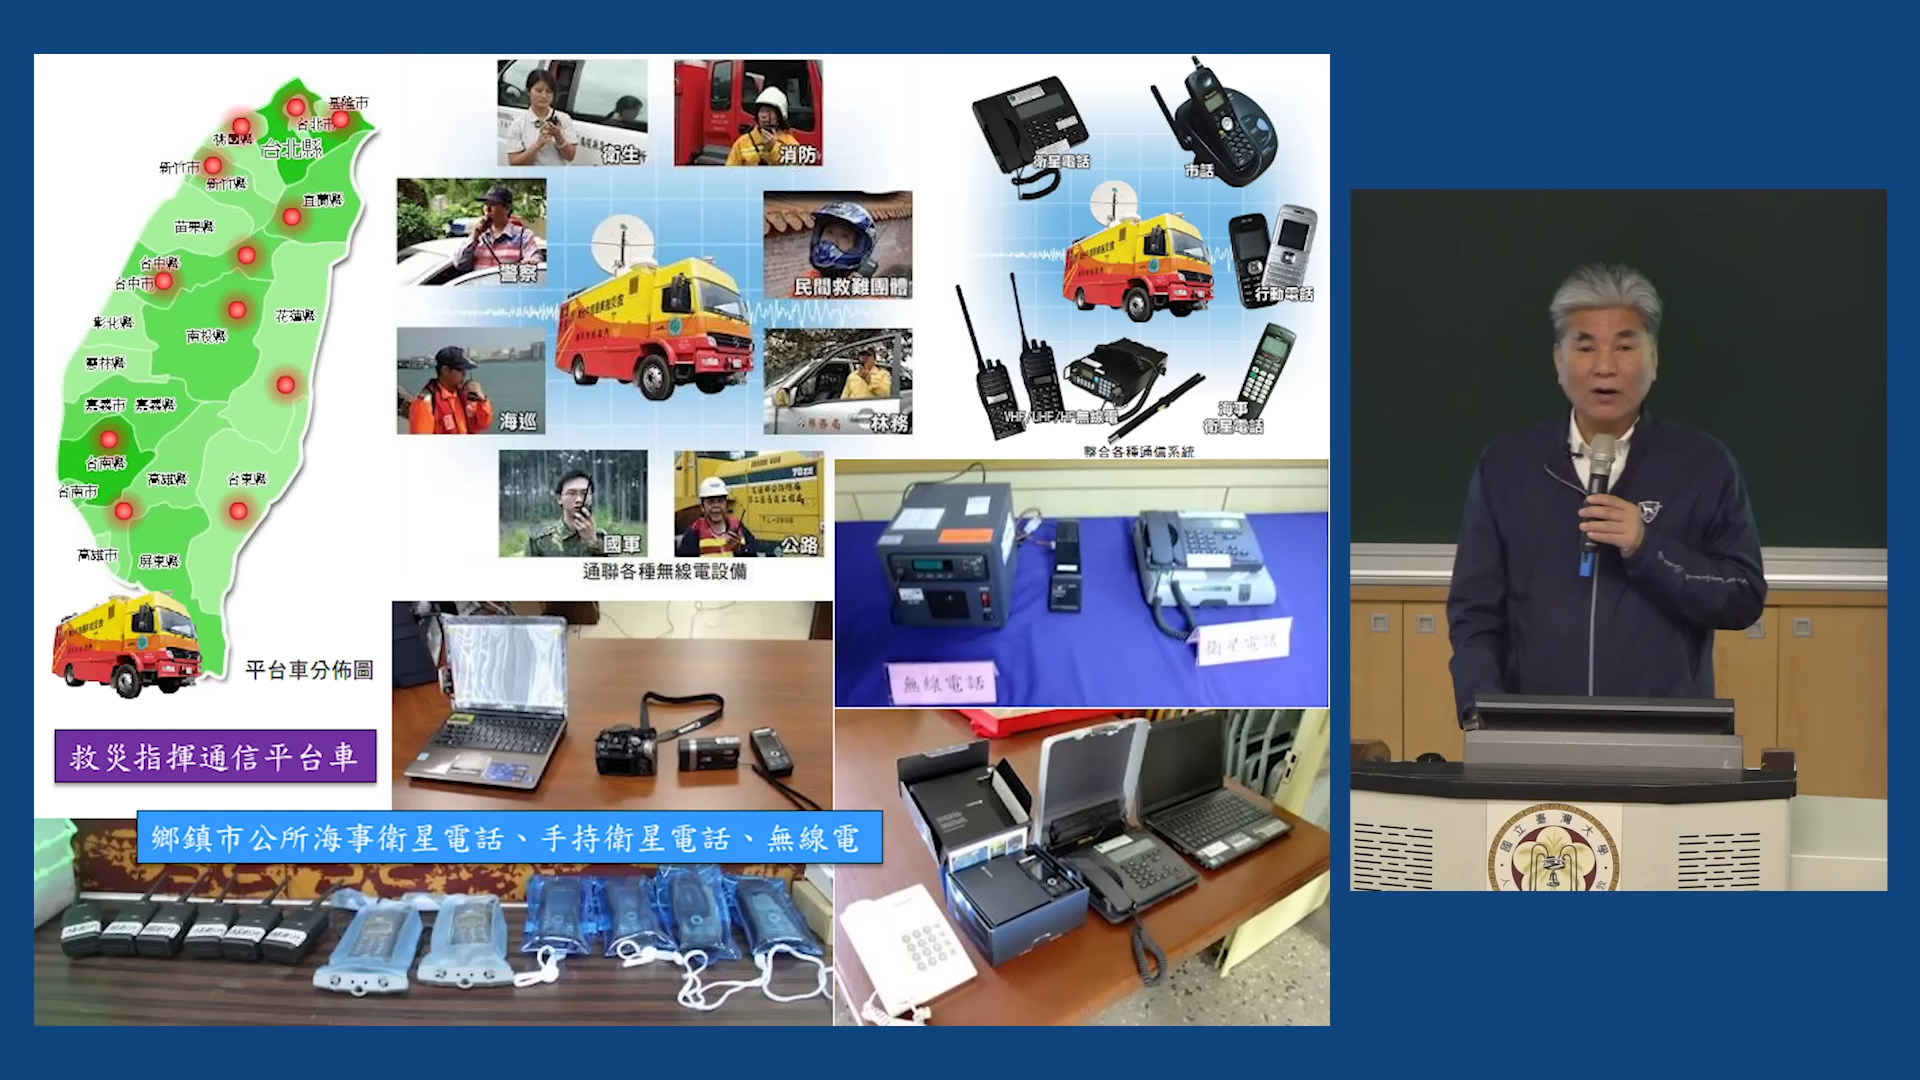 基隆市
台北市
桃園縣
台北縣
新竹市
新竹縣
宜蘭縣
苗栗縣
台中縣
台中市
彰化縣
南投縣
花蓮縣
雲林縣
嘉義市 嘉義縣
台南縣
台南市
高雄縣
台東縣
高雄市
屏東縣
平台車分佈圖
救災指揮通信平台車
衛生
消防
警察
民間救難團體
海巡
林務
國軍
公路
通聯各種無線電設備
衛星電話
市話
行動電話
VHF/UHF/HF無線電
海事
衛星電話
整合各種通信系統
無線電話
衛星電話
鄉鎮市公所海事衛星電話、手持衛星電話、無線電
國立臺灣大學